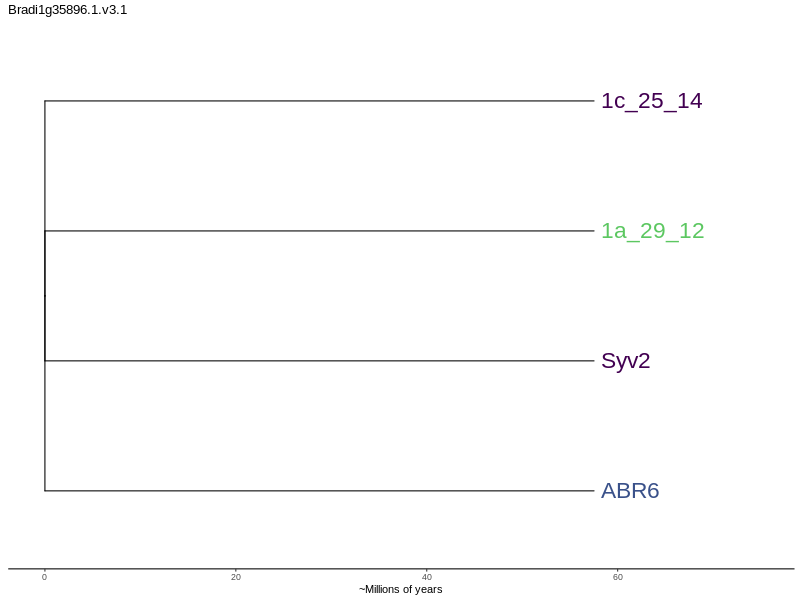 Bradi1g35896.1.v3.1
1c_25_14
1a_29_12
Syv2
ABR6
0 20 40 60
~Millions of years